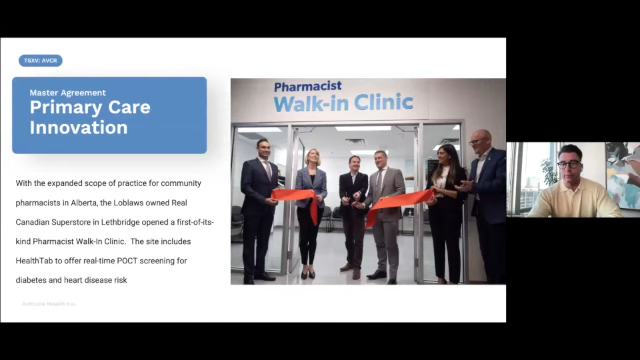 TSXV: AVCR
Master Agreement
Primary Care
Innovation
With the expanded scope of practice for community
pharmacists in Alberta, the Loblaws owned Real
Canadian Superstore in Lethbridge opened a first-of-its-
kind Pharmacist Walk-In Clinic. The site includes
HealthTab to offer real-time POCT screening for
diabetes and heart disease risk
Pharmacist
Walk-in Clinic